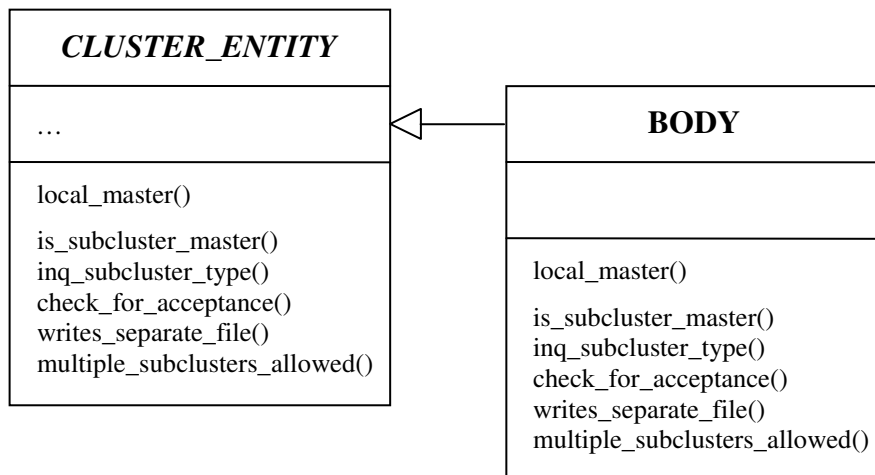 CLUSTER_ENTITY
…
local_master()
is_subcluster_master()
inq_subcluster_type()
check_for_acceptance()
writes_separate_file()
multiple_subclusters_allowed()
BODY
local_master()
is_subcluster_master()
inq_subcluster_type()
check_for_acceptance()
writes_separate_file()
multiple_subclusters_allowed()